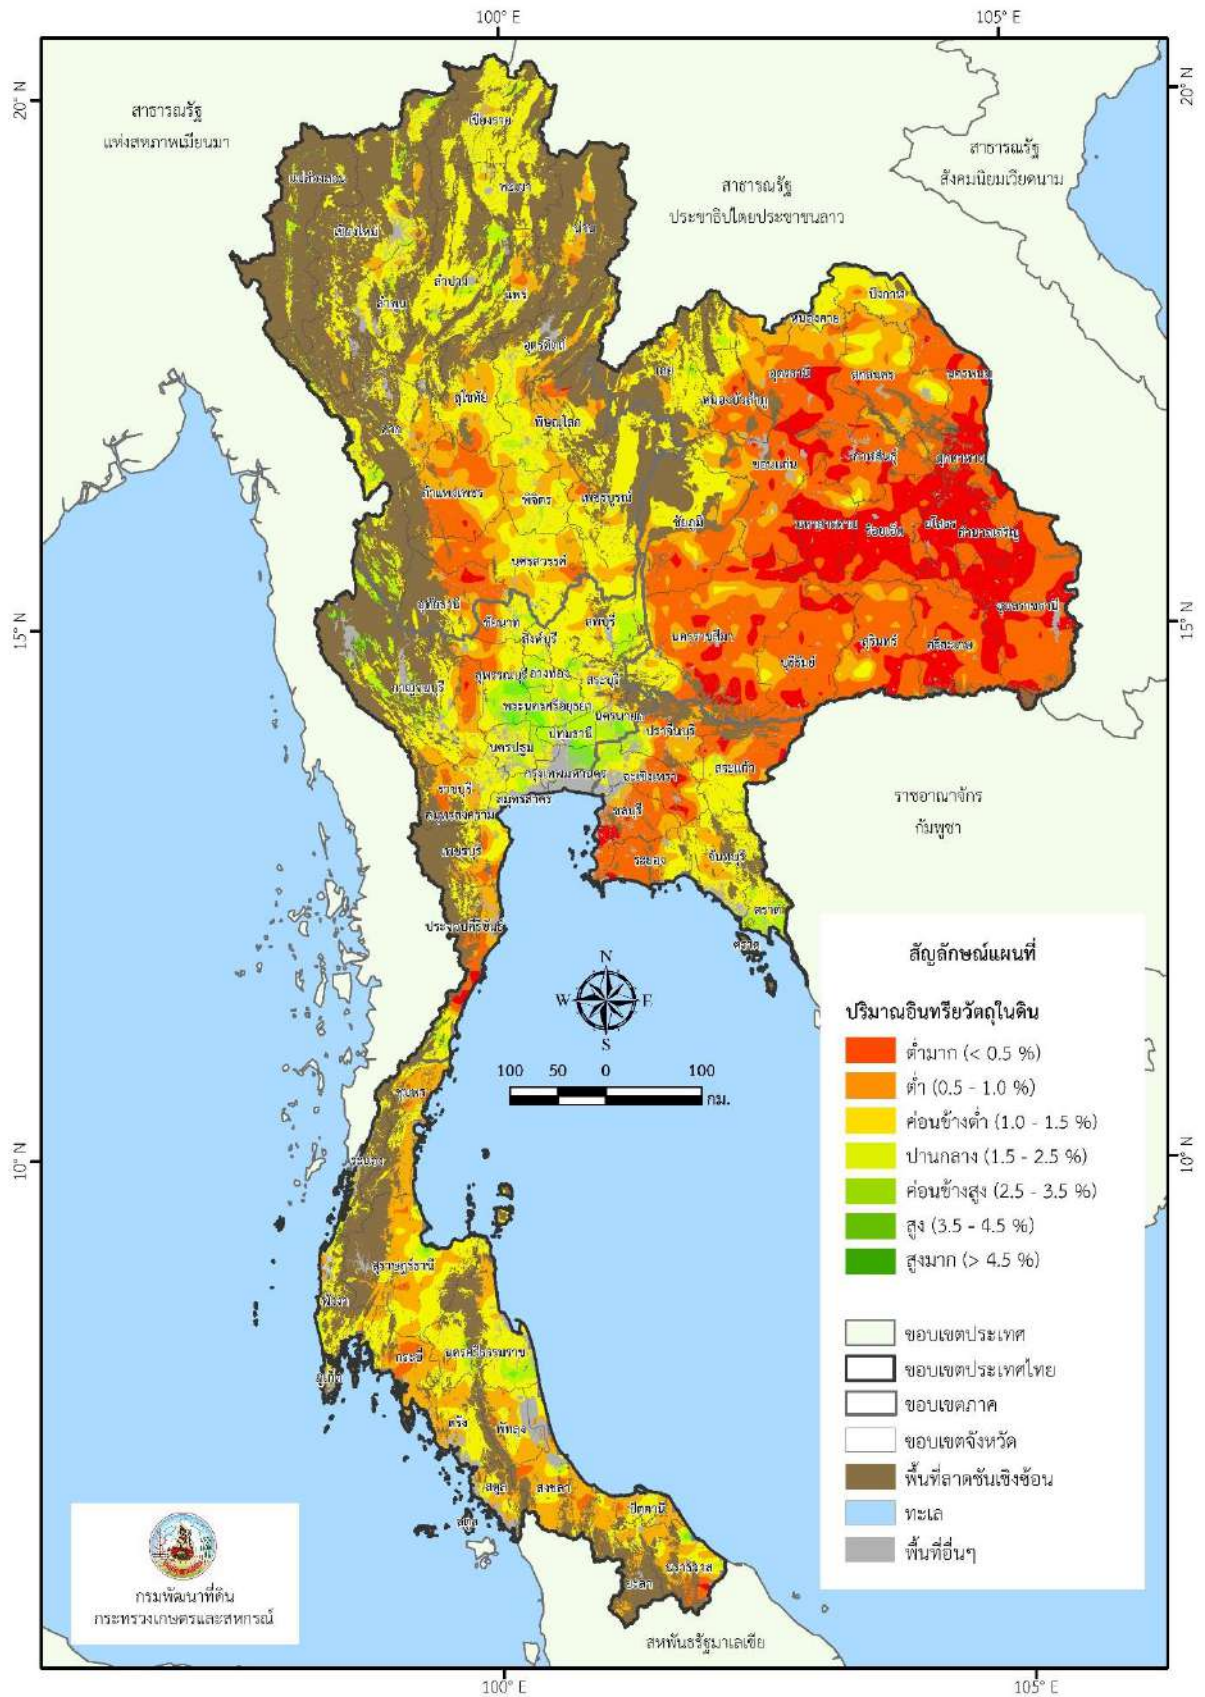 100° E
105° E
20° N
20° N
สาธารณรัฐ
แห่งสหภาพเมียนมา
สาธารณรัฐ
สังคมนิยมเวียดนาม
สาธารณรัฐ
ประชาธิปไตยประชาชนลาว
เชียงราย
แม่ฮ่องสอน
พะเยา
เชียงใหม่
น่าน
ลำปาง
ลำพูน
แพร่
บึงกาฬ
หนองคาย
อุตรดิตถ์
เลย
อุดรธานี
สกลนคร
นครพนม
สุโขทัย
หนองบัวลำภู
ตาก
พิษณุโลก
ขอนแก่น
กาฬสินธุ์
มุกดาหาร
กำแพงเพชร
พิจิตร
เพชรบูรณ์
ชัยภูมิ
มหาสารคาม
ร้อยเอ็ด
ยโสธร
อำนาจเจริญ
นครสวรรค์
อุทัยธานี
ชัยนาท
ลพบุรี
อุบลราชธานี
15° N
15° N
สิงห์บุรี
นครราชสีมา
บุรีรัมย์
สุรินทร์
ศรีสะเกษ
กาญจนบุรี
สุพรรณบุรี
อ่างทอง
สระบุรี
พระนครศรีอยุธยา
นครนายก
ปทุมธานี
ปราจีนบุรี
นครปฐม
กรุงเทพมหานคร
ฉะเชิงเทรา
สระแก้ว
ราชบุรี
สมุทรสาคร
สมุทรสงคราม
ชลบุรี
ราชอาณาจักร
กัมพูชา
เพชรบุรี
ระยอง
จันทบุรี
ประจวบคีรีขันธ์
ตราด
ตราด
N
W
E
S
100 50 0 100
กม.
สัญลักษณ์แผนที่
ปริมาณอินทรียวัตถุในดิน
ต่ำมาก (< 0.5 %)
ต่ำ (0.5 - 1.0 %)
ค่อนข้างต่ำ (1.0 - 1.5 %)
ปานกลาง (1.5 - 2.5 %)
ค่อนข้างสูง (2.5 - 3.5 %)
สูง (3.5 - 4.5 %)
สูงมาก (> 4.5 %)
ขอบเขตประเทศ
ขอบเขตประเทศไทย
ขอบเขตภาค
ขอบเขตจังหวัด
พื้นที่ลาดชันเชิงซ้อน
ทะเล
พื้นที่อื่นๆ
ชุมพร
10° N
10° N
ระนอง
สุราษฎร์ธานี
พังงา
กระบี่
นครศรีธรรมราช
ภูเก็ต
ตรัง
พัทลุง
สตูล
สงขลา
ปัตตานี
สตูล
นราธิวาส
ยะลา
กรมพัฒนาที่ดิน
กระทรวงเกษตรและสหกรณ์
สหพันธรัฐมาเลเซีย
100° E
105° E